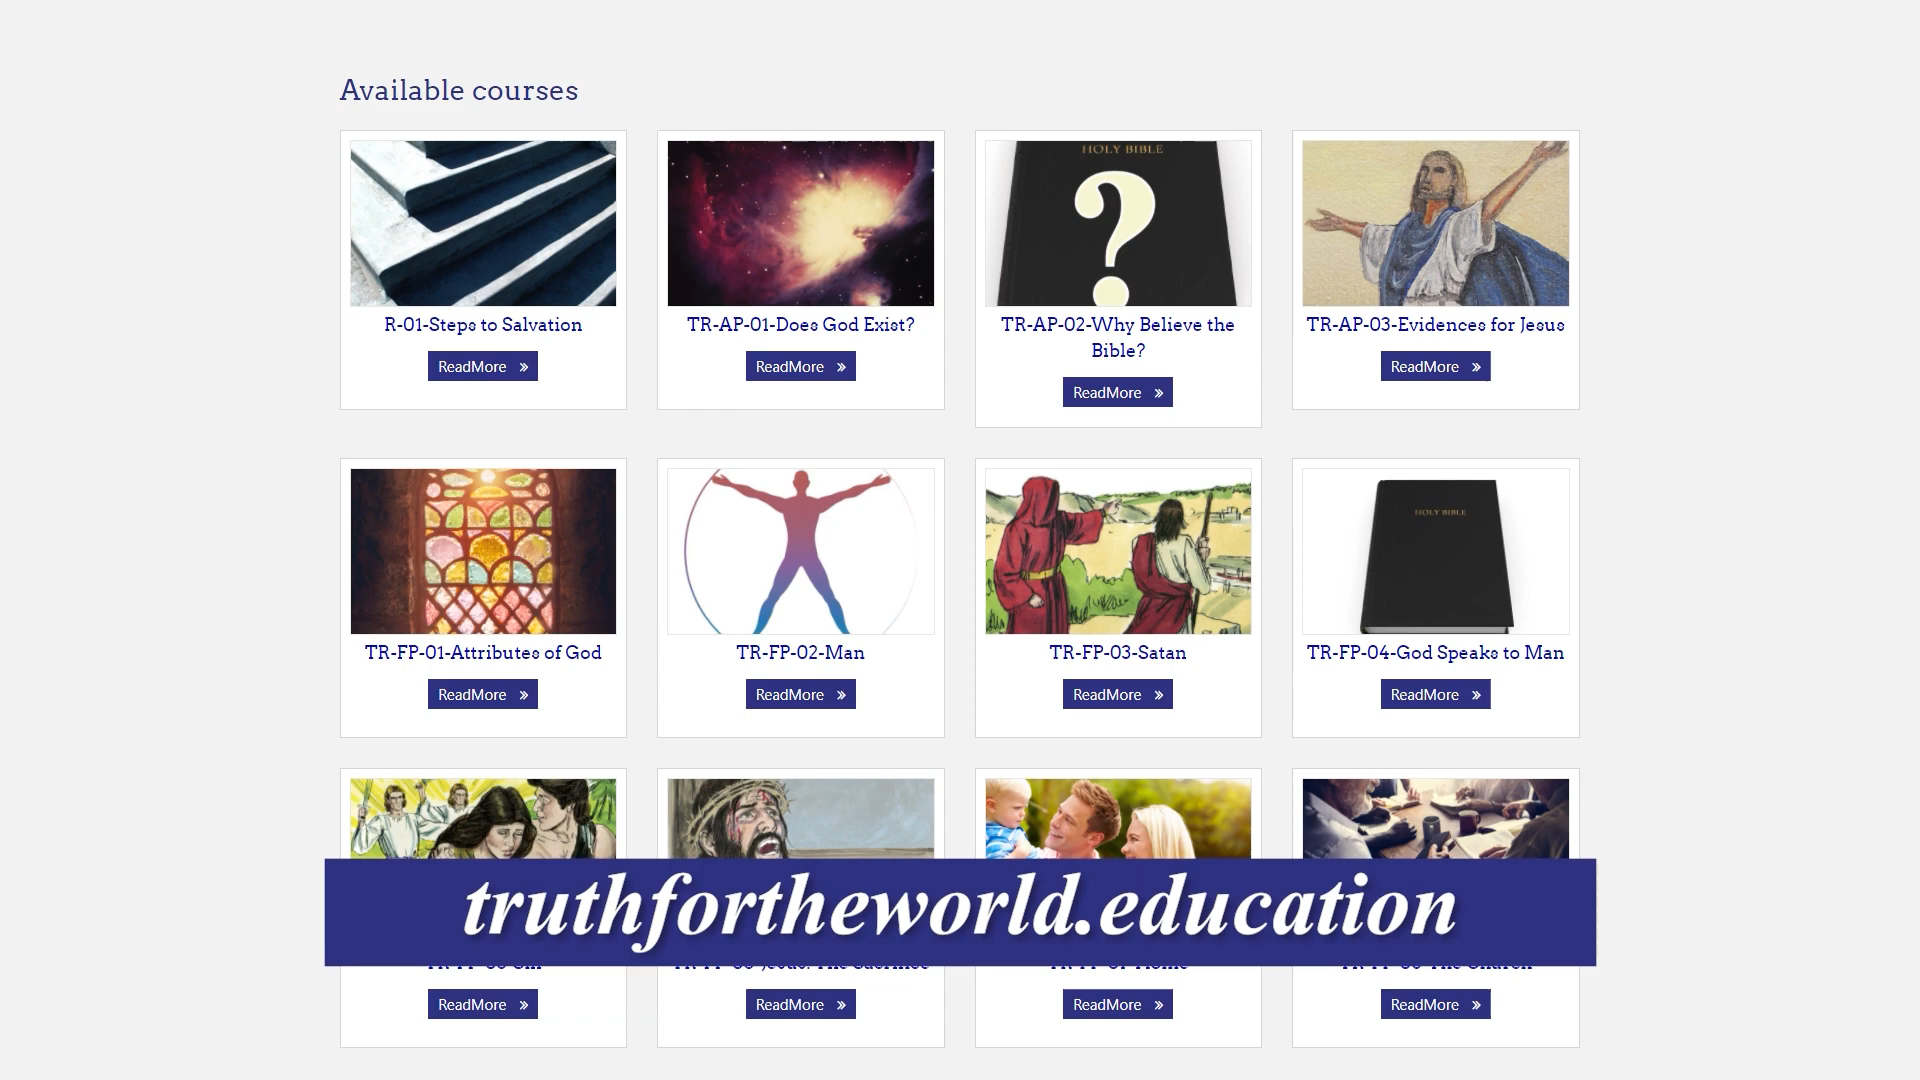 Available courses
HOLY BIBLE
R-01-Steps to Salvation
TR-AP-01-Does God Exist?
TR-AP-02-Why Believe the
Bible?
TR-AP-03-Evidences for Jesus
ReadMore »
ReadMore »
ReadMore »
ReadMore »
HOLY BIBLE
TR-FP-01-Attributes of God
TR-FP-02-Man
TR-FP-03-Satan
TR-FP-04-God Speaks to Man
ReadMore »
ReadMore »
ReadMore »
ReadMore »
truthfortheworld.education
ReadMore »
ReadMore »
ReadMore »
ReadMore »